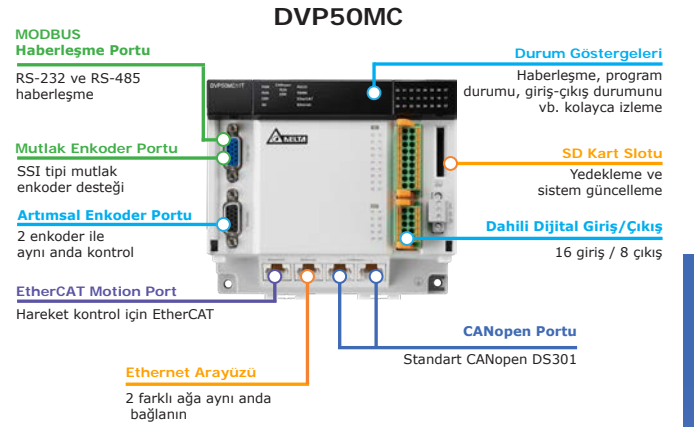 DVP50MC
MODBUS
Haberleşme Portu
RS-232 ve RS-485
haberleşme
Mutlak Enkoder Portu
SSI tipi mutlak
enkoder desteği
Artımsal Enkoder Portu
2 enkoder ile
aynı anda kontrol
EtherCAT Motion Port
Hareket kontrol için EtherCAT
Ethernet Arayüzü
2 farklı ağa aynı anda
bağlanın
Durum Göstergeleri
Haberleşme, program
durumu, giriş-çıkış durumunu
vb. kolayca izleme
SD Kart Slotu
Yedekleme ve
sistem güncelleme
Dahili Dijital Giriş/Çıkış
16 giriş / 8 çıkış
CANopen Portu
Standart CANopen DS301
DELTA